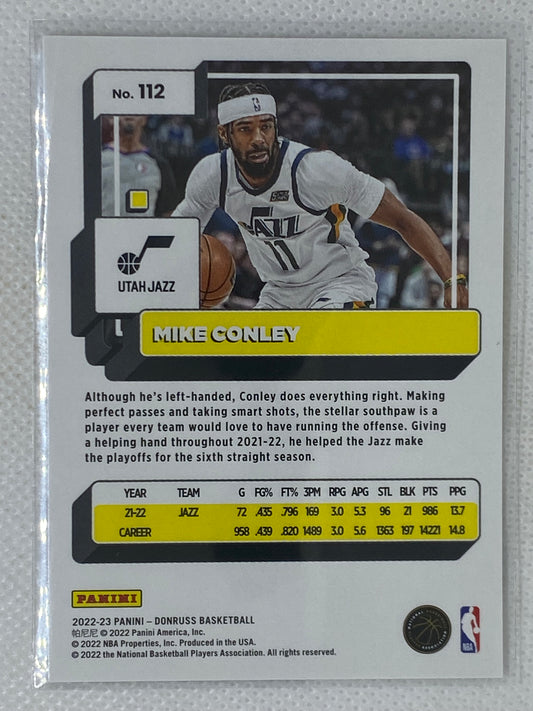 No. 112
JAZZ
11
UTAH JAZZ
MIKE CONLEY
Although he's left-handed, Conley does everything right. Making
perfect passes and taking smart shots, the stellar southpaw is a
player every team would love to have running the offense. Giving
a helping hand throughout 2021-22, he helped the Jazz make
the playoffs for the sixth straight season.
YEAR TEAM G FG% FT% 3PM RPG APG STL BLK PTS PPG
21-22 JAZZ 72 .435 .796 169 3.0 5.3 96 21 986 13.7
CAREER 958 .439 .820 1489 3.0 5.6 1363 197 14221 14.8
PANINI
2022-23 PANINI – DONRUSS BASKETBALL
帕尼尼 © 2022 Panini America, Inc.
© 2022 NBA Properties, Inc. Produced in the USA.
© 2022 the National Basketball Players Association. All rights reserved.
NBA